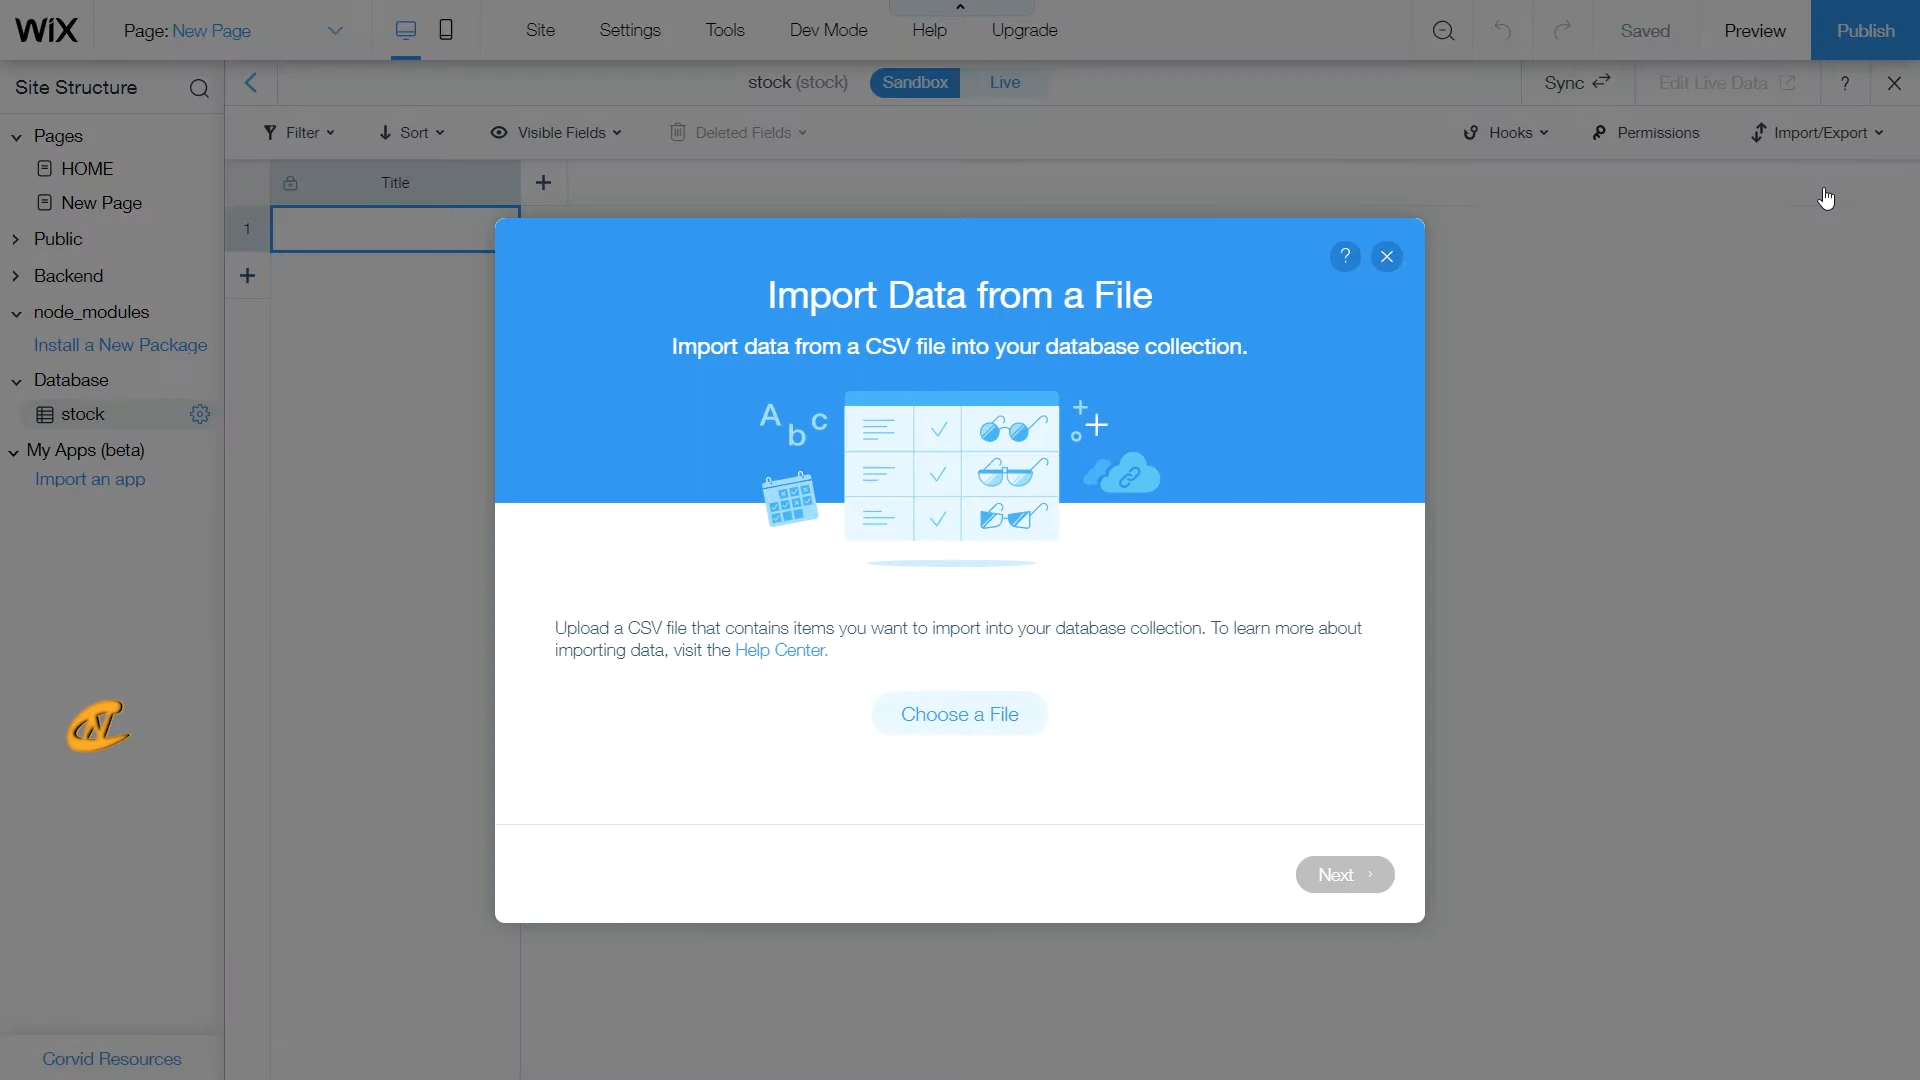 WiX
Page: New Page
Site
Settings
Tools
Dev Mode
Help
Upgrade
Saved
Preview
Publish
Site Structure
stock (stock)
Sandbox
Live
Sync
Edit Live Data
?
Filter
Sort
Visible Fields
Deleted Fields
Hooks
Permissions
Import/Export
Pages
HOME
New Page
Public
Backend
node_modules
Install a New Package
Database
stock
My Apps (beta)
Import an app
Corvid Resources
Title
1
?
Import Data from a File
Import data from a CSV file into your database collection.
A b c
Upload a CSV file that contains items you want to import into your database collection. To learn more about
importing data, visit the Help Center.
Choose a File
Next